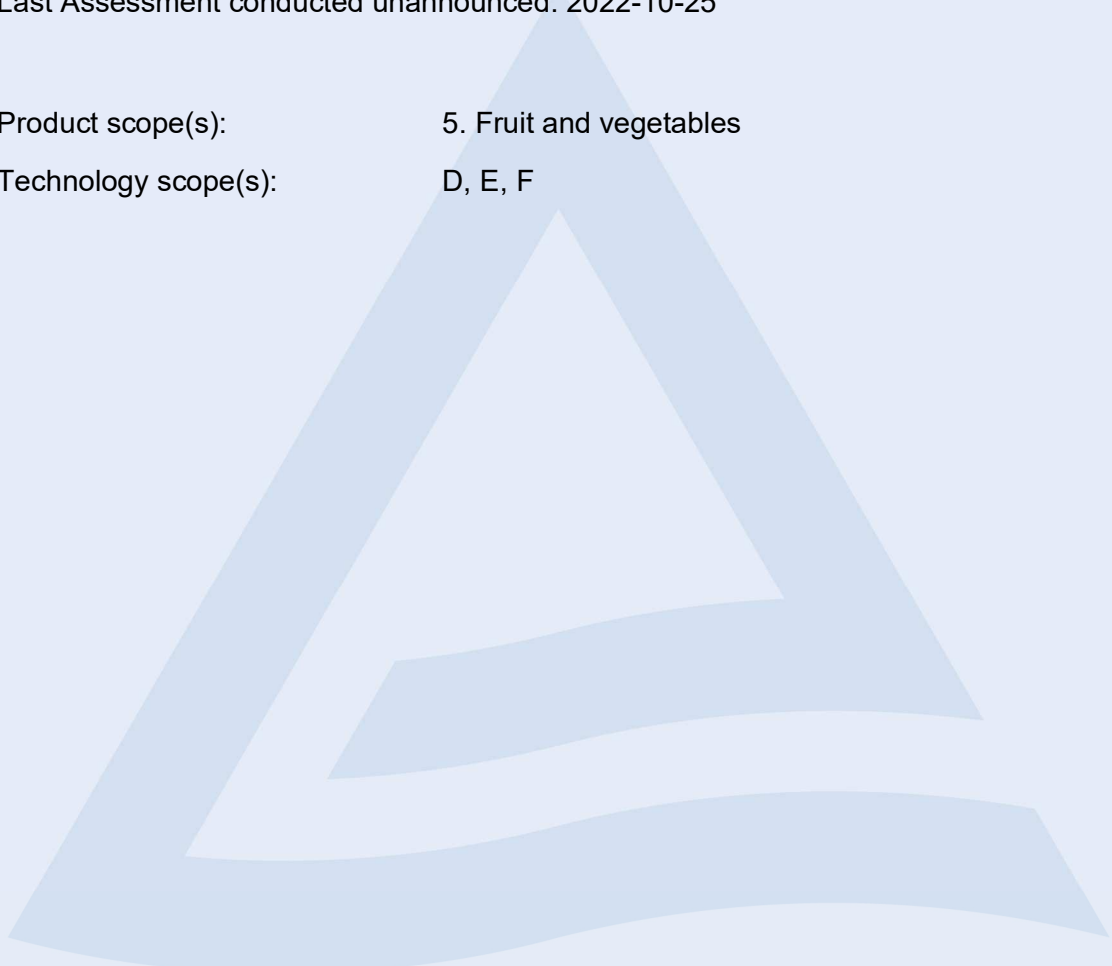 Last Assessment conducted unannounced: 2022-10-25
Product scope(s): 5. Fruit and vegetables
Technology scope(s): D, E, F